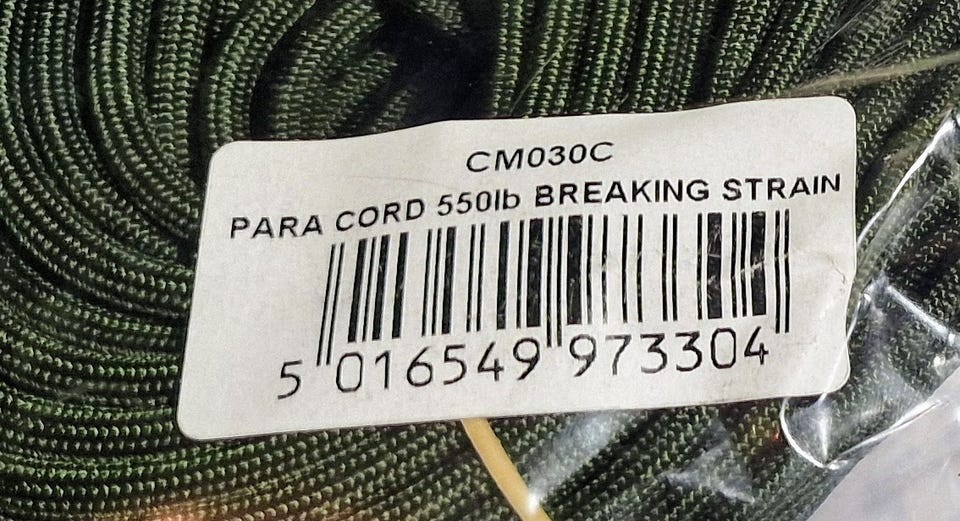 CM030C
PARA CORD 550lb BREAKING STRAIN
5 016549 973304